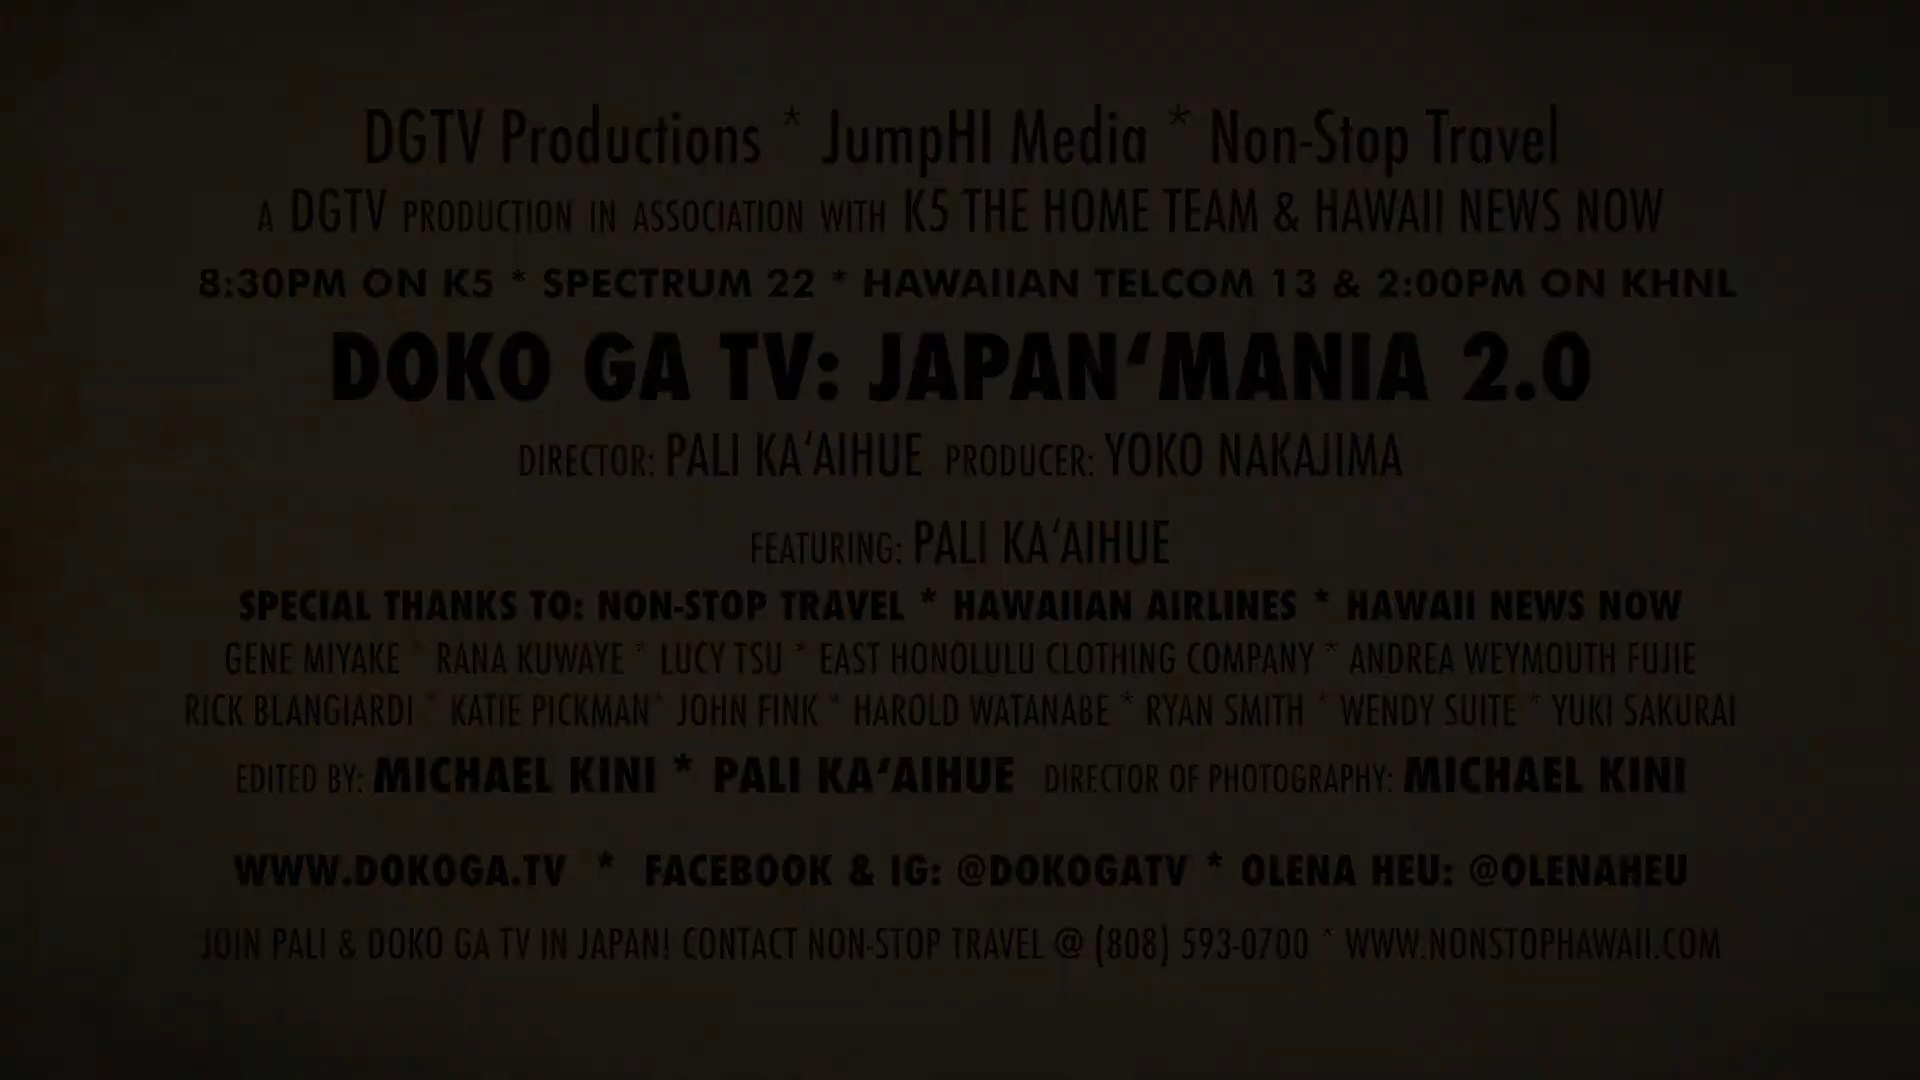 DGTV Productions * JumpHI Media * Non-Stop Travel
A DGTV PRODUCTION IN ASSOCIATION WITH K5 THE HOME TEAM & HAWAII NEWS NOW
8:30PM ON K5 * SPECTRUM 22 * HAWAIIAN TELCOM 13 & 2:00PM ON KHNL
DOKO GA TV: JAPAN‘MANIA 2.0
DIRECTOR: PALI KA‘AIHUE PRODUCER: YOKO NAKAJIMA
FEATURING: PALI KA‘AIHUE
SPECIAL THANKS TO: NON-STOP TRAVEL * HAWAIIAN AIRLINES * HAWAII NEWS NOW
GENE MIYAKE * RANA KUWAYE * LUCY TSU * EAST HONOLULU CLOTHING COMPANY * ANDREA WEYMOUTH FUJIE
RICK BLANGIARDI * KATIE PICKMAN * JOHN FINK * HAROLD WATANABE * RYAN SMITH * WENDY SUITE * YUKI SAKURAI
EDITED BY: MICHAEL KINI * PALI KA‘AIHUE DIRECTOR OF PHOTOGRAPHY: MICHAEL KINI
WWW.DOKOGA.TV * FACEBOOK & IG: @DOKOGATV * OLENA HEU: @OLENAHEU
JOIN PALI & DOKO GA TV IN JAPAN! CONTACT NON-STOP TRAVEL @ (808) 593-0700 * WWW.NONSTOPHAWAII.COM